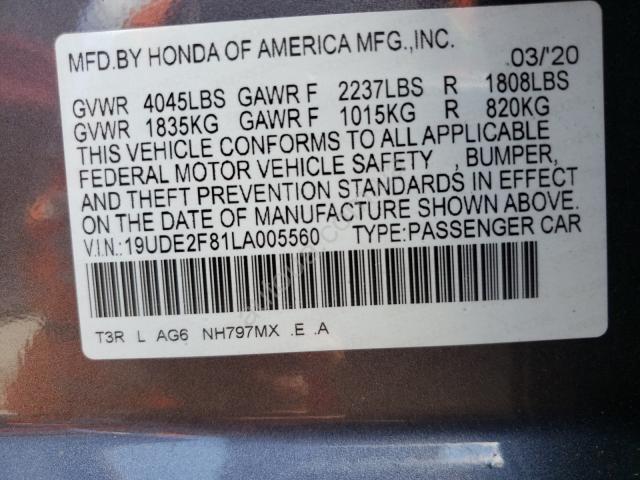 MFD.BY HONDA OF AMERICA MFG.,INC. 03/'20
GVWR 4045LBS GAWR F 2237LBS R 1808LBS
GVWR 1835KG GAWR F 1015KG R 820KG
THIS VEHICLE CONFORMS TO ALL APPLICABLE
FEDERAL MOTOR VEHICLE SAFETY , BUMPER,
AND THEFT PREVENTION STANDARDS IN EFFECT
ON THE DATE OF MANUFACTURE SHOWN ABOVE.
V.I.N:19UDE2F81LA005560 TYPE:PASSENGER CAR
T3R L AG6 NH797MX .E .A